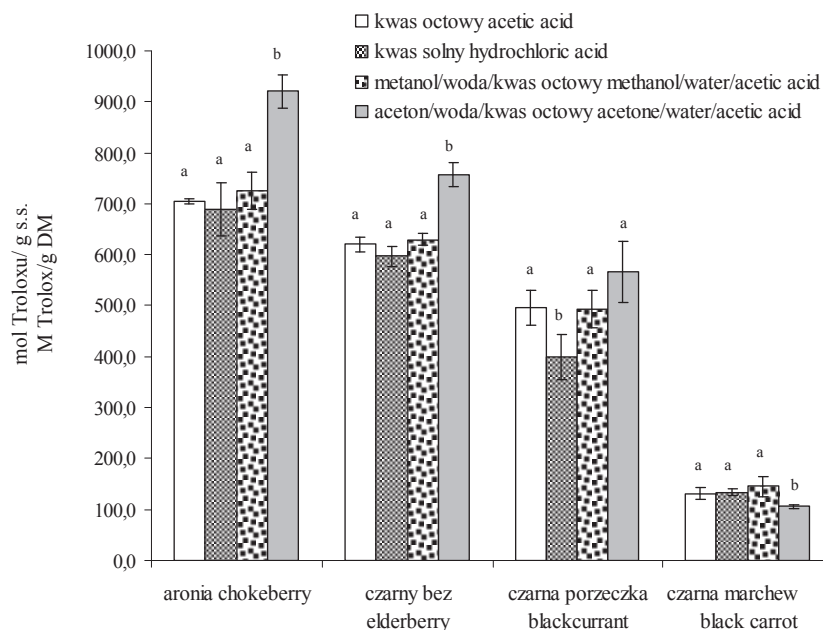 kwas octowy acetic acid
kwas solny hydrochloric acid
metanol/woda/kwas octowy methanol/water/acetic acid
aceton/woda/kwas octowy acetone/water/acetic acid
mol Troloxu/ g s.s.
M Trolox/g DM
1000,0
900,0
800,0
700,0
600,0
500,0
400,0
300,0
200,0
100,0
0,0
a a a b
a a a b
a b a a
a a a b
aronia chokeberry
czarny bez
elderberry
czarna porzeczka
blackcurrant
czarna marchew
black carrot